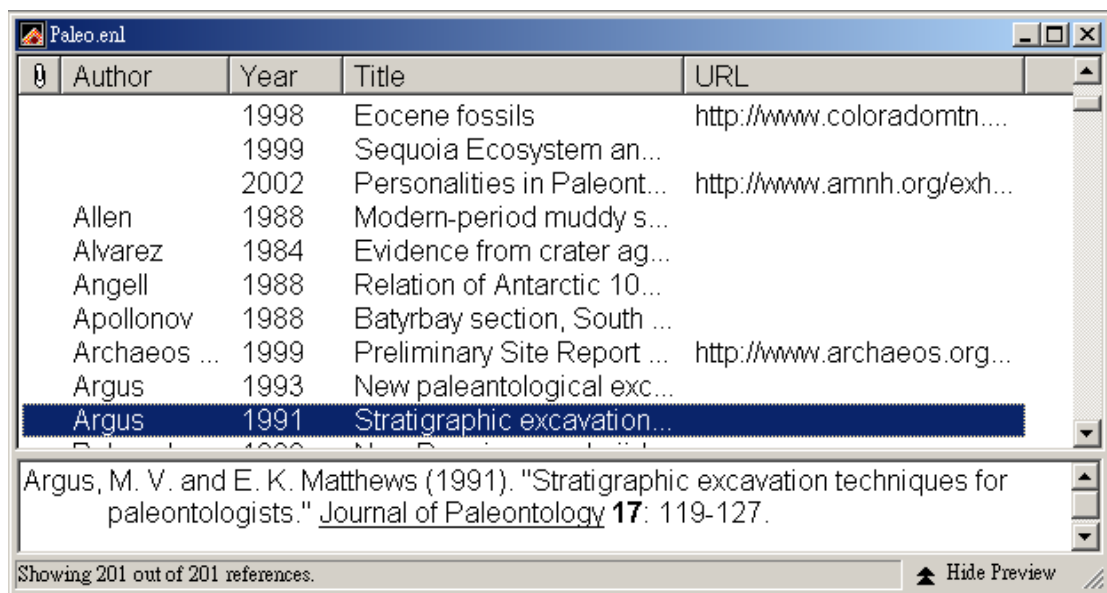 Paleo.enl
Author Year Title URL
1998 Eocene fossils http://www.coloradomtn....
1999 Sequoia Ecosystem an...
2002 Personalities in Paleont... http://www.amnh.org/exh...
Allen 1988 Modern-period muddy s...
Alvarez 1984 Evidence from crater ag...
Angell 1988 Relation of Antarctic 10...
Apollonov 1988 Batyrbay section, South ...
Archaeos ... 1999 Preliminary Site Report ... http://www.archaeos.org...
Argus 1993 New paleantological exc...
Argus 1991 Stratigraphic excavation...
Argus, M. V. and E. K. Matthews (1991). "Stratigraphic excavation techniques for
paleontologists." Journal of Paleontology 17: 119-127.
Showing 201 out of 201 references. Hide Preview